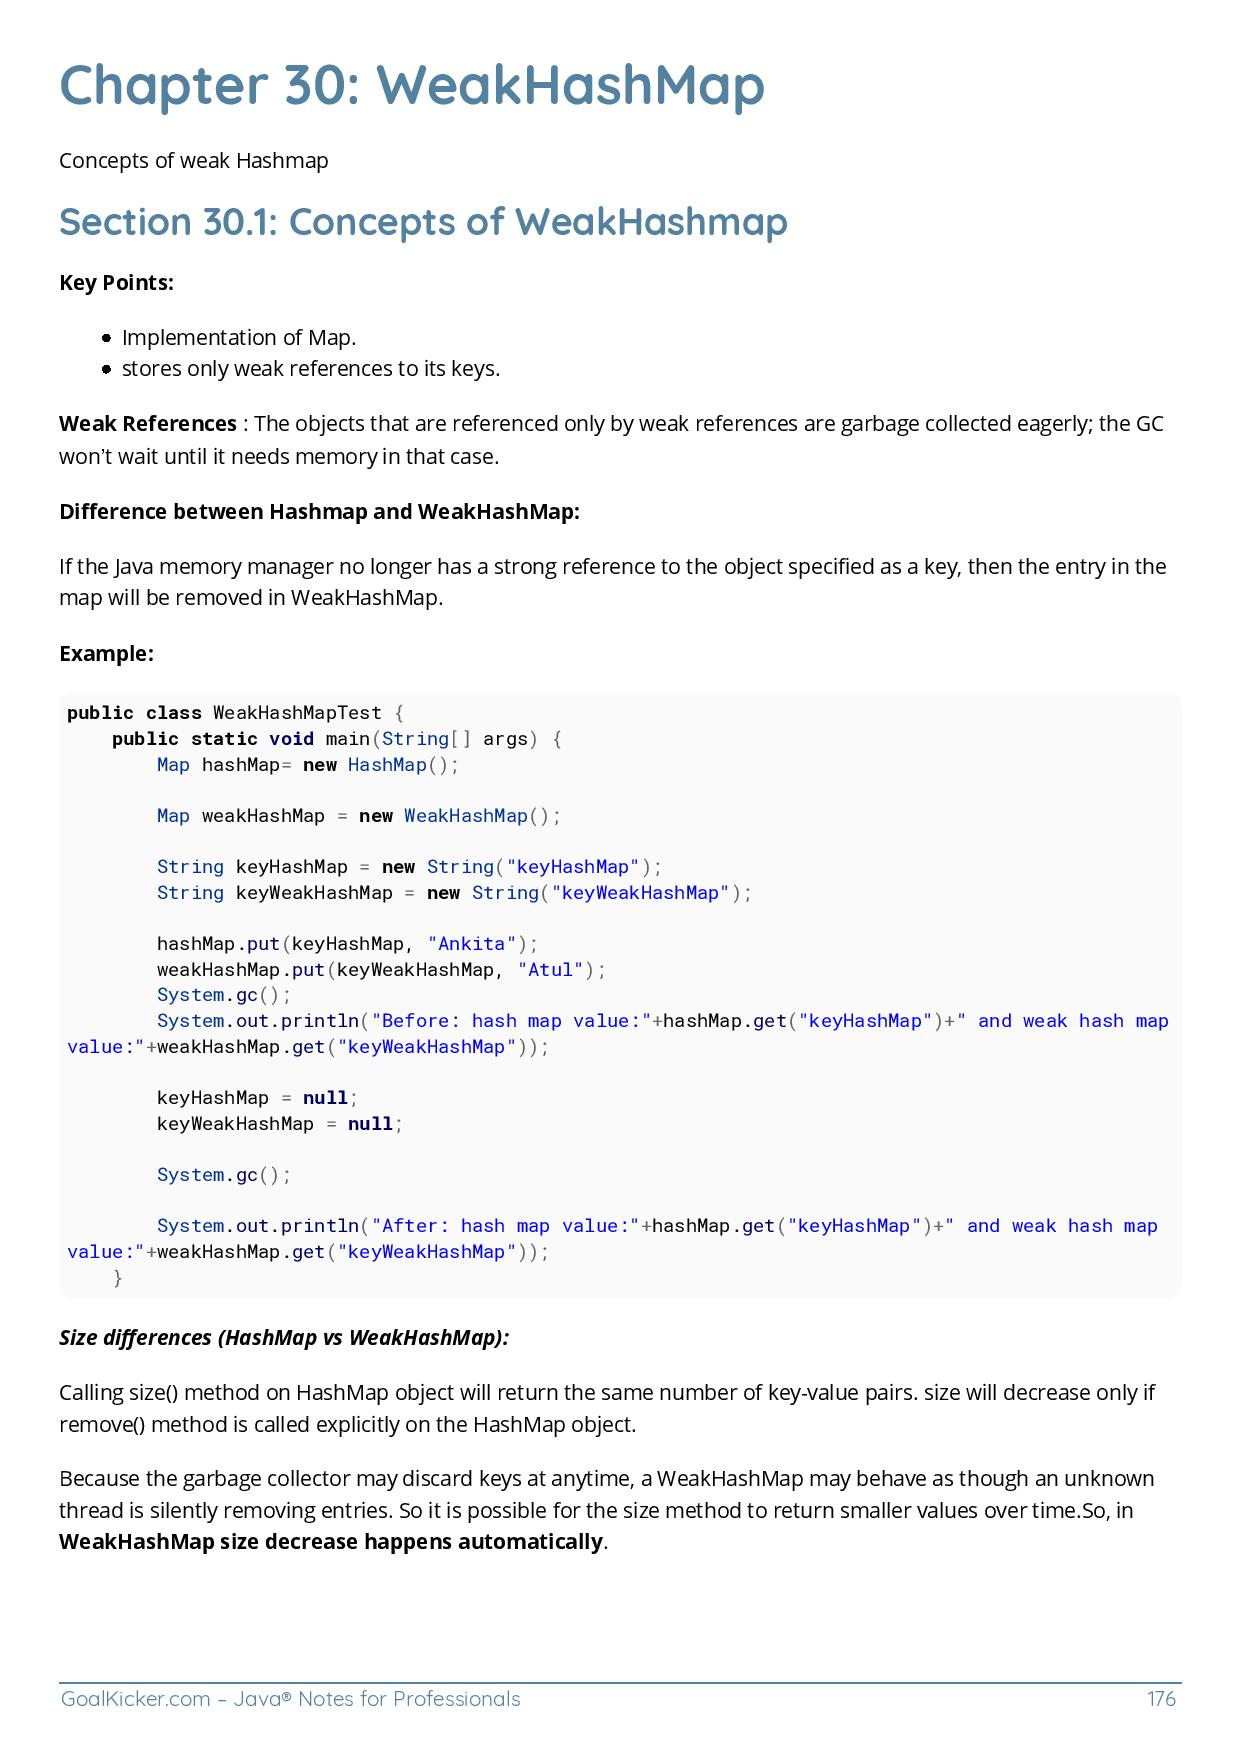 Chapter 30: WeakHashMap
Concepts of weak Hashmap
Section 30.1: Concepts of WeakHashmap
Key Points:
• Implementation of Map.
• stores only weak references to its keys.
Weak References : The objects that are referenced only by weak references are garbage collected eagerly; the GC
won’t wait until it needs memory in that case.
Difference between Hashmap and WeakHashMap:
If the Java memory manager no longer has a strong reference to the object specified as a key, then the entry in the
map will be removed in WeakHashMap.
Example:
public class WeakHashMapTest {
    public static void main(String[] args) {
        Map hashMap= new HashMap();
        Map weakHashMap = new WeakHashMap();
        String keyHashMap = new String("keyHashMap");
        String keyWeakHashMap = new String("keyWeakHashMap");
        hashMap.put(keyHashMap, "Ankita");
        weakHashMap.put(keyWeakHashMap, "Atul");
        System.gc();
        System.out.println("Before: hash map value:"+hashMap.get("keyHashMap")+" and weak hash map
value:"+weakHashMap.get("keyWeakHashMap"));
        keyHashMap = null;
        keyWeakHashMap = null;
        System.gc();
        System.out.println("After: hash map value:"+hashMap.get("keyHashMap")+" and weak hash map
value:"+weakHashMap.get("keyWeakHashMap"));
    }
Size differences (HashMap vs WeakHashMap):
Calling size() method on HashMap object will return the same number of key-value pairs. size will decrease only if
remove() method is called explicitly on the HashMap object.
Because the garbage collector may discard keys at anytime, a WeakHashMap may behave as though an unknown
thread is silently removing entries. So it is possible for the size method to return smaller values over time.So, in
WeakHashMap size decrease happens automatically.
GoalKicker.com – Java® Notes for Professionals 176